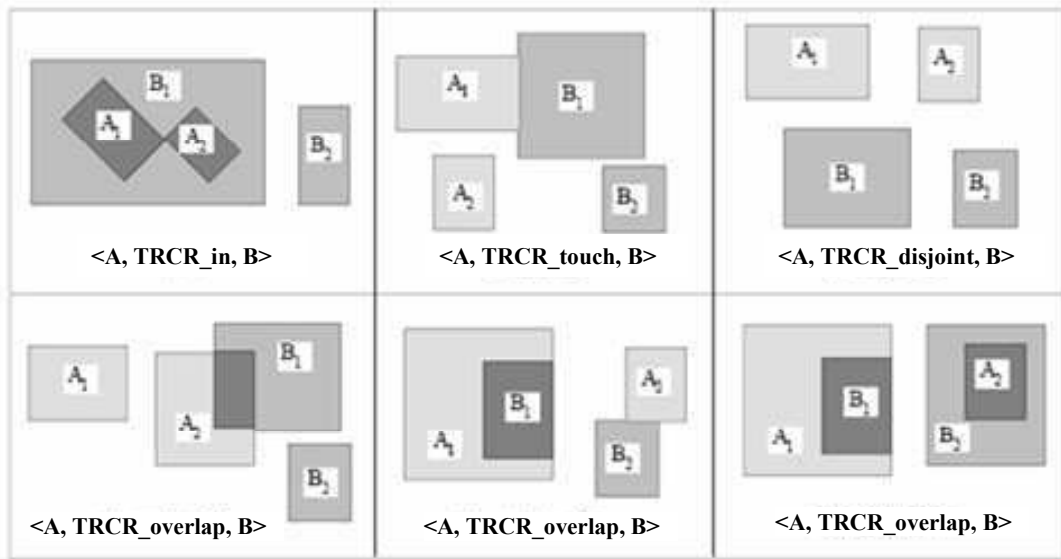 B₁
A₁
A₂
B₂
<A, TRCR_in, B>
A₁
B₁
A₂
B₂
<A, TRCR_touch, B>
A₁
A₂
B₁
B₂
<A, TRCR_disjoint, B>
A₁
B₁
A₂
B₂
<A, TRCR_overlap, B>
A₂
B₁
A₁
B₂
<A, TRCR_overlap, B>
A₂
B₁
A₁
B₂
<A, TRCR_overlap, B>